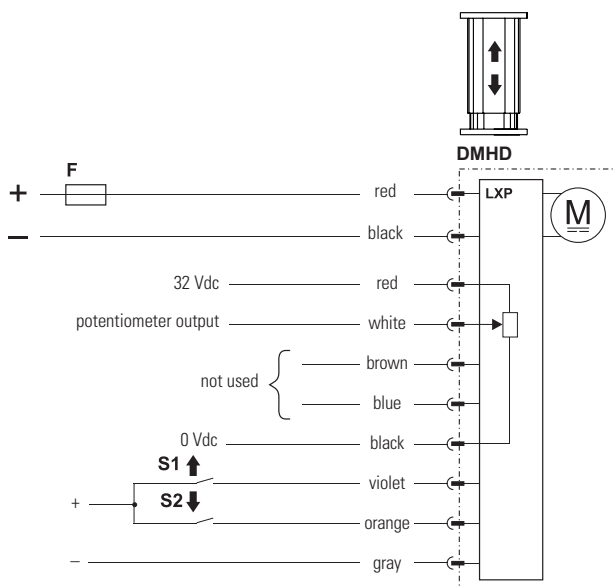 DMHD
F
+
red
LXP
M
−
black
32 Vdc
red
potentiometer output
white
brown
not used
blue
0 Vdc
black
S1
violet
+
S2
orange
−
gray